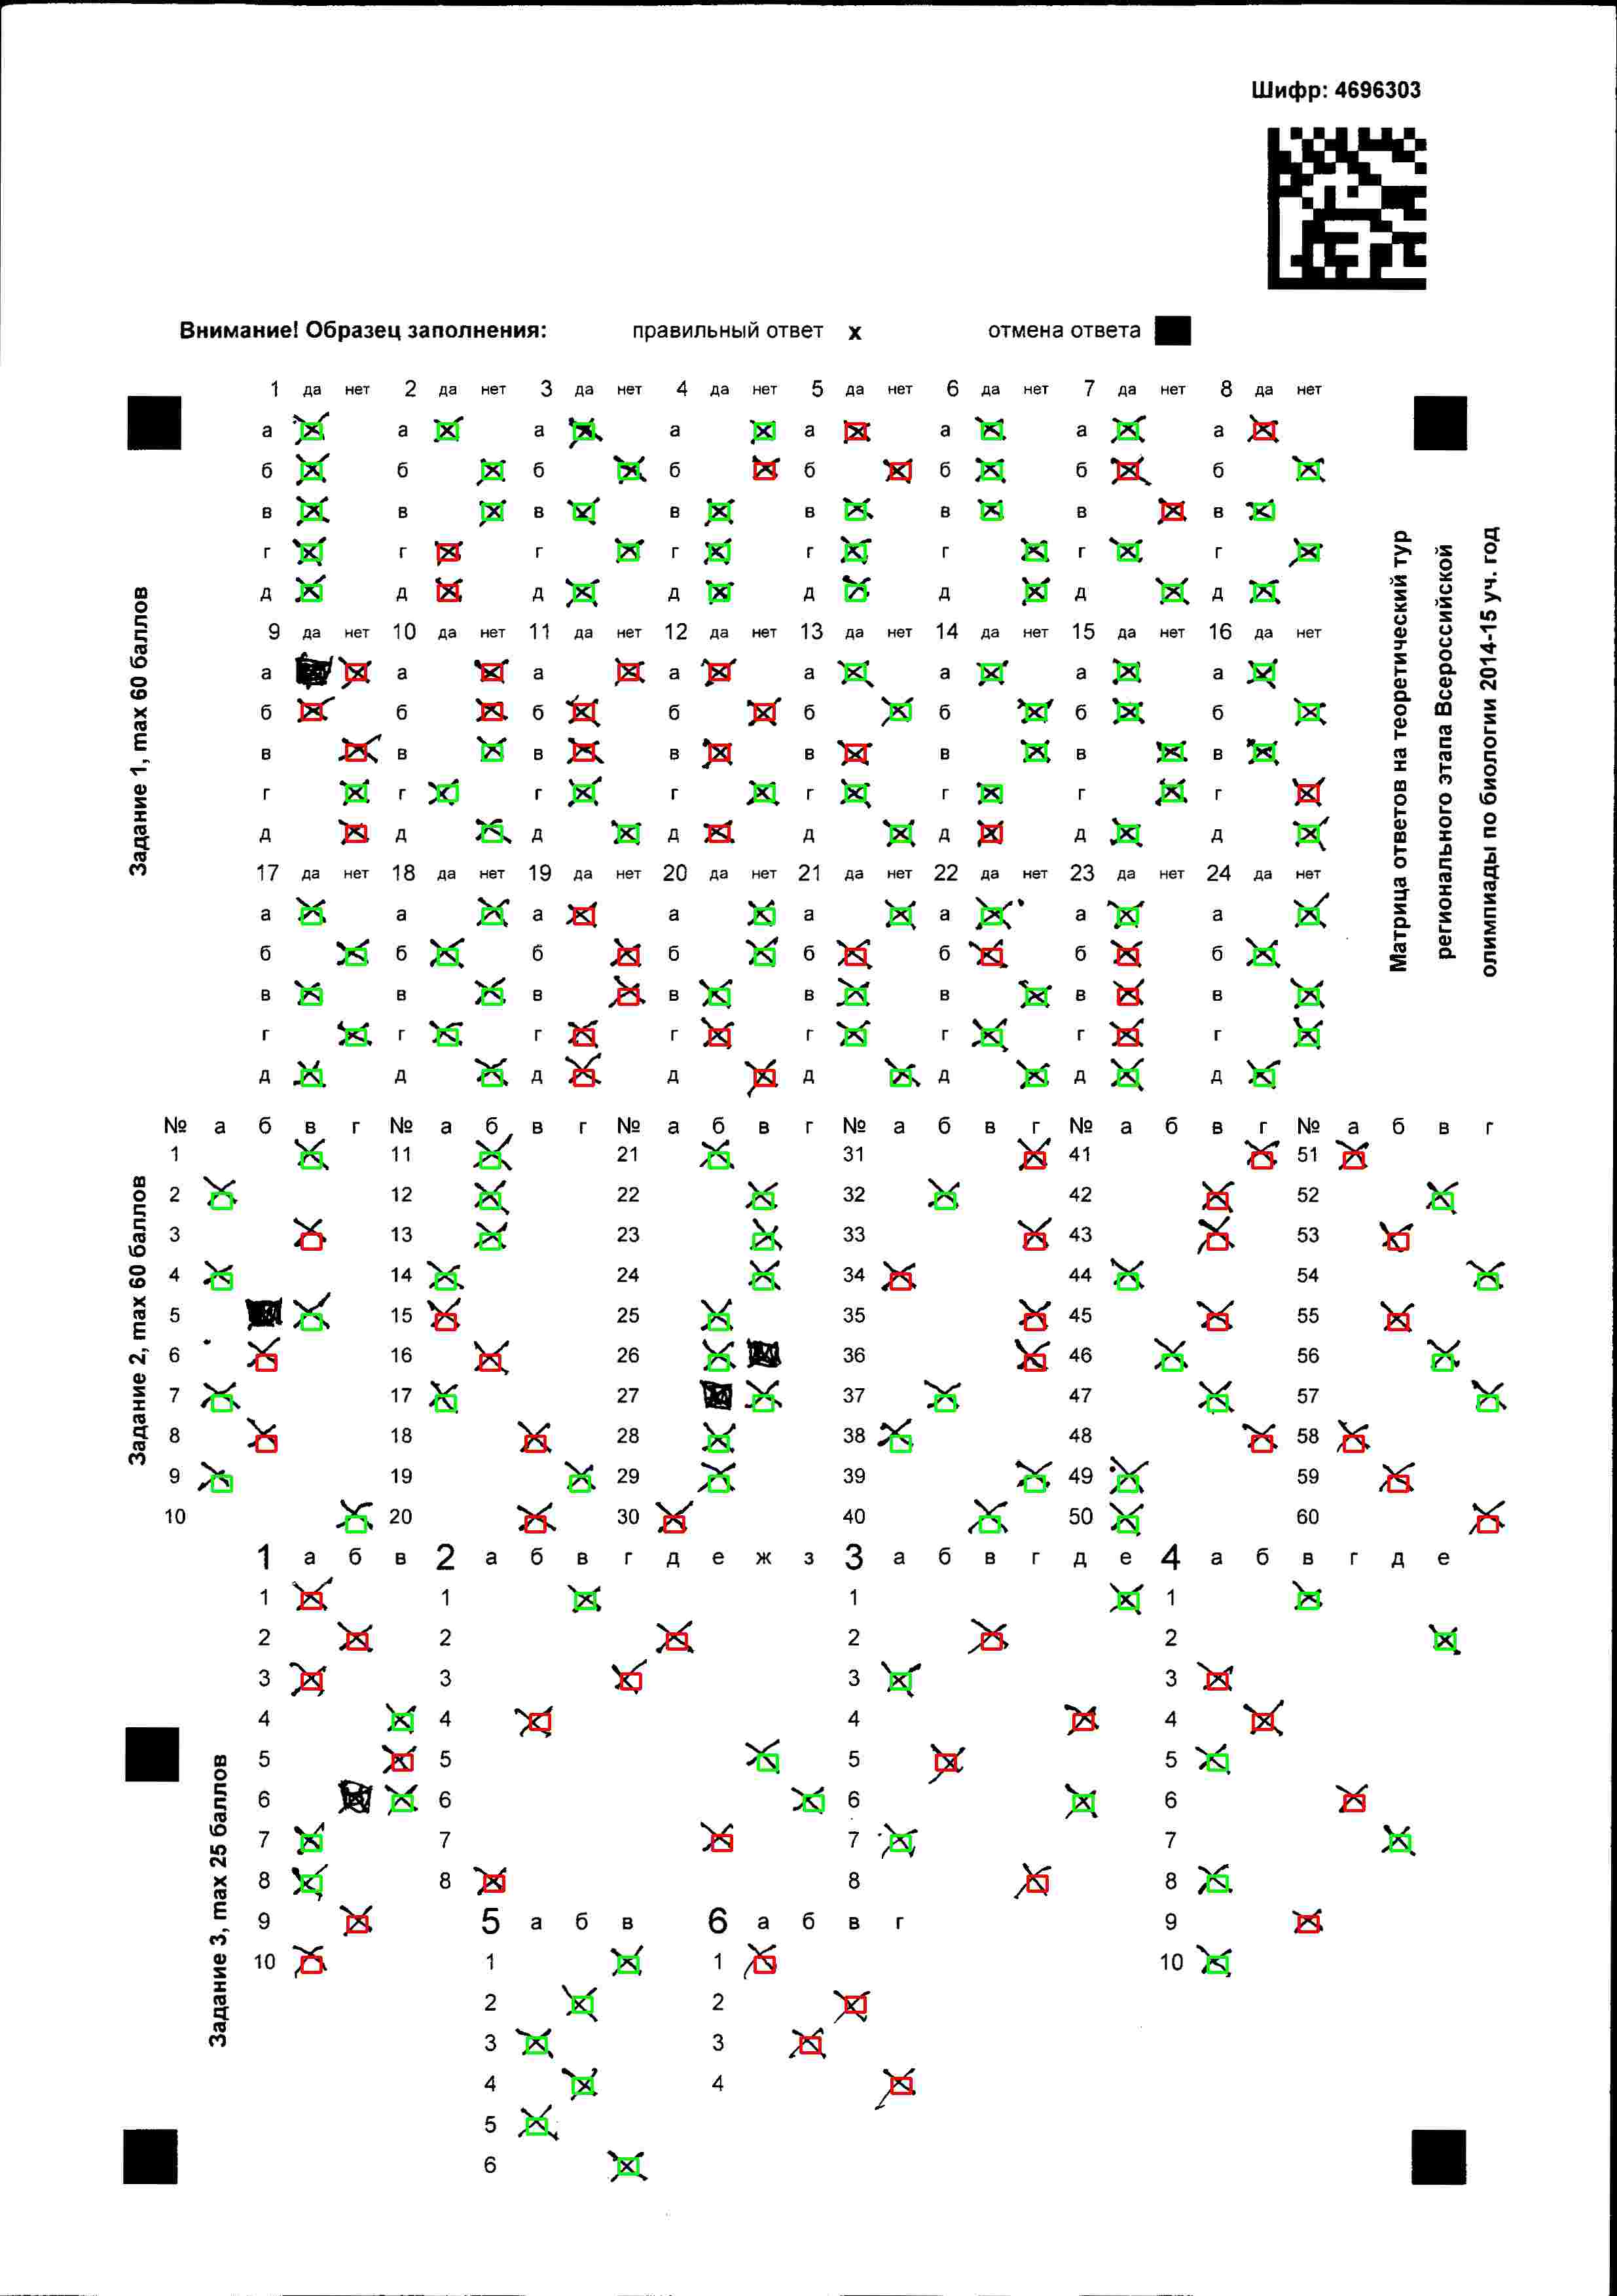 Шифр: 4696303
Внимание! Образец заполнения: правильный ответ х отмена ответа
1 да нет 2 да нет 3 да нет 4 да нет 5 да нет 6 да нет 7 да нет 8 да нет
а а а а а а а а
б б б б б б б б
в в в в в в в в
г г г г г г г г
д д д д д д д д
9 да нет 10 да нет 11 да нет 12 да нет 13 да нет 14 да нет 15 да нет 16 да нет
а а а а а а а а
б б б б б б б б
в в в в в в в в
г г г г г г г г
д д д д д д д д
17 да нет 18 да нет 19 да нет 20 да нет 21 да нет 22 да нет 23 да нет 24 да нет
а а а а а а а а
б б б б б б б б
в в в в в в в в
г г г г г г г г
д д д д д д д д
Задание 1, max 60 баллов
Матрица ответов на теоретический тур
регионального этапа Всероссийской
олимпиады по биологии 2014-15 уч. год
№ а б в г № а б в г № а б в г № а б в г № а б в г № а б в г
1 11 21 31 41 51
2 12 22 32 42 52
3 13 23 33 43 53
4 14 24 34 44 54
5 15 25 35 45 55
6 16 26 36 46 56
7 17 27 37 47 57
8 18 28 38 48 58
9 19 29 39 49 59
10 20 30 40 50 60
Задание 2, max 60 баллов
1 а б в 2 а б в г д е ж з 3 а б в г д е 4 а б в г д е
1 1 1 1
2 2 2 2
3 3 3 3
4 4 4 4
5 5 5 5
6 6 6 6
7 7 7 7
8 8 8 8
9 5 а б в 6 а б в г 9
10 1 1 10
2 2
3 3
4 4
5
6
Задание 3, max 25 баллов